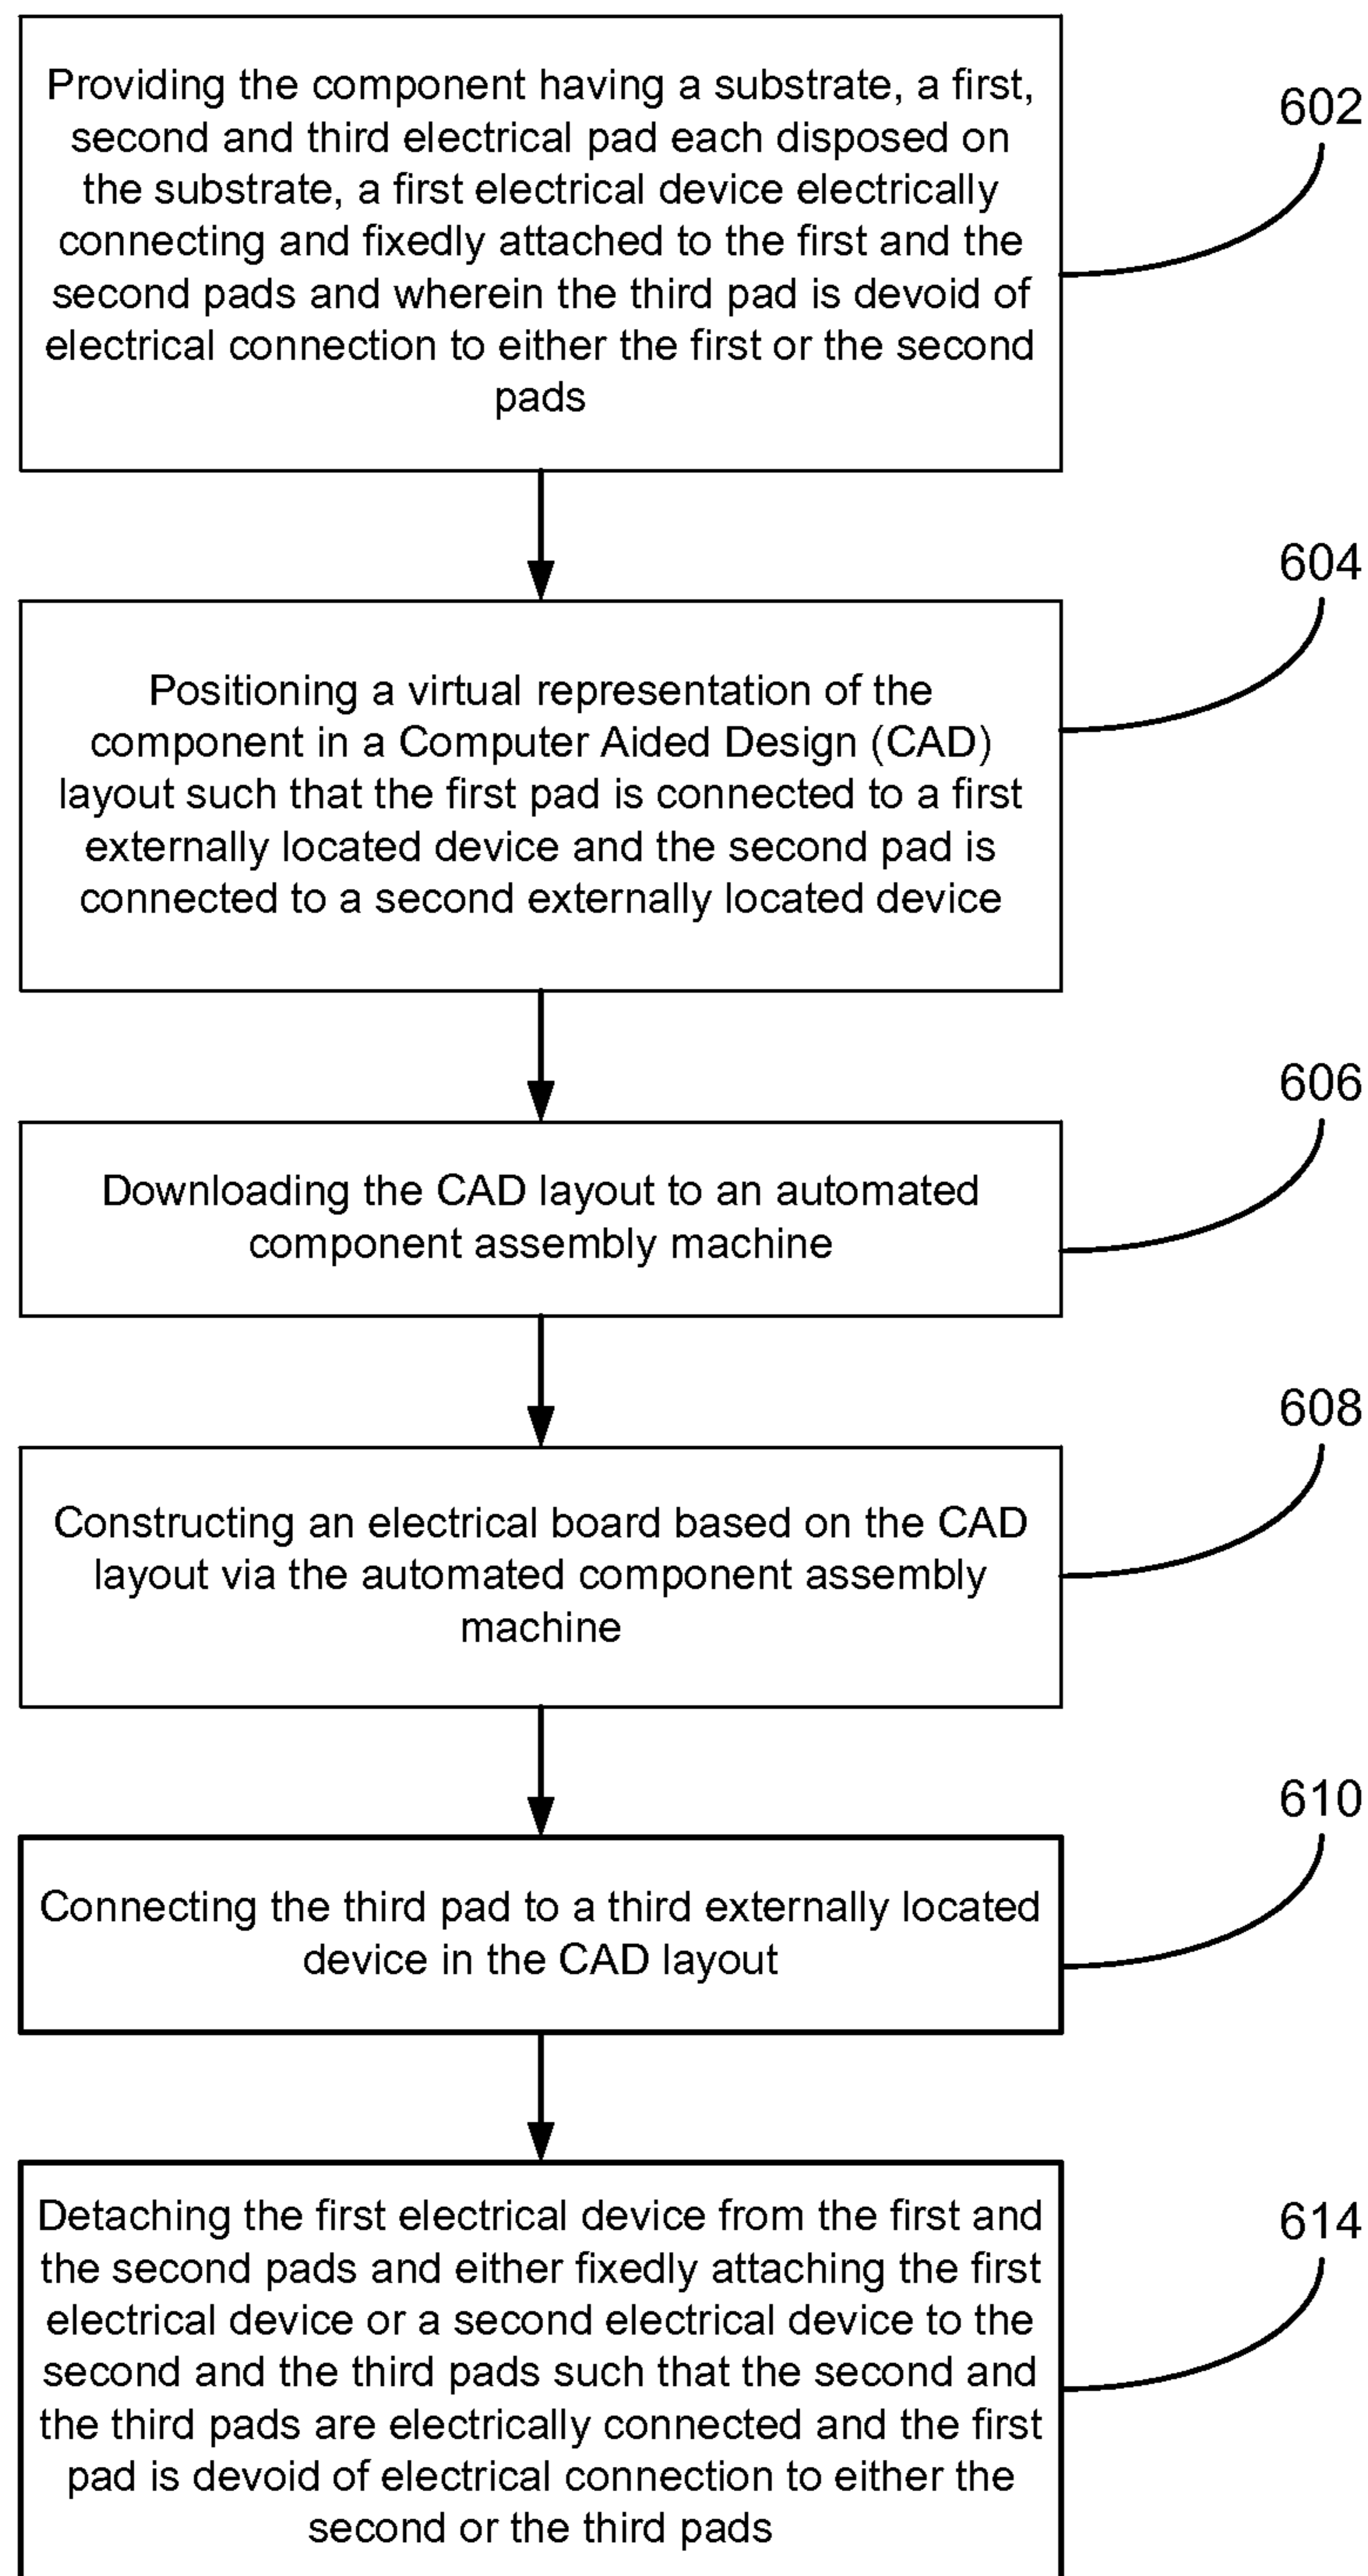 Providing the component having a substrate, a first,
second and third electrical pad each disposed on
the substrate, a first electrical device electrically
connecting and fixedly attached to the first and the
second pads and wherein the third pad is devoid of
electrical connection to either the first or the second
pads
602
Positioning a virtual representation of the
component in a Computer Aided Design (CAD)
layout such that the first pad is connected to a first
externally located device and the second pad is
connected to a second externally located device
604
Downloading the CAD layout to an automated
component assembly machine
606
Constructing an electrical board based on the CAD
layout via the automated component assembly
machine
608
Connecting the third pad to a third externally located
device in the CAD layout
610
Detaching the first electrical device from the first and
the second pads and either fixedly attaching the first
electrical device or a second electrical device to the
second and the third pads such that the second and
the third pads are electrically connected and the first
pad is devoid of electrical connection to either the
second or the third pads
614